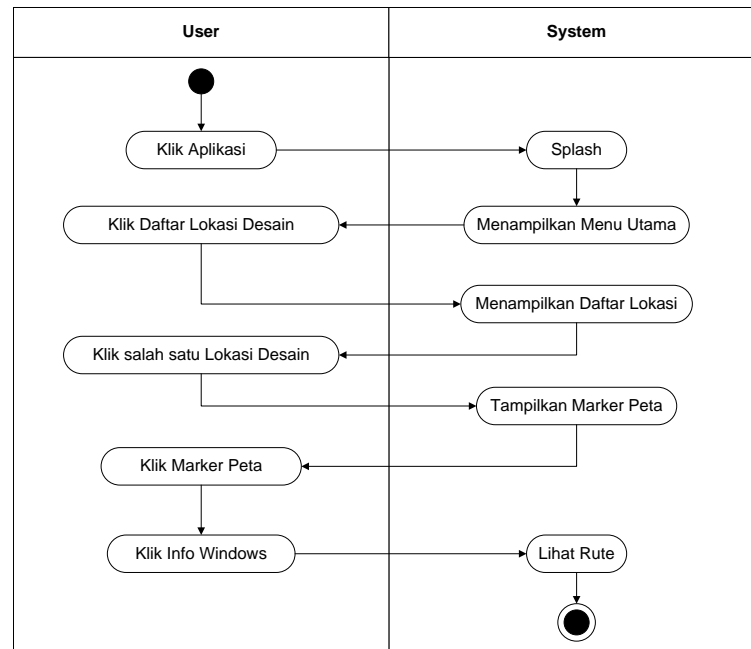 User
System
Klik Aplikasi
Splash
Menampilkan Menu Utama
Klik Daftar Lokasi Desain
Menampilkan Daftar Lokasi
Klik salah satu Lokasi Desain
Tampilkan Marker Peta
Klik Marker Peta
Klik Info Windows
Lihat Rute